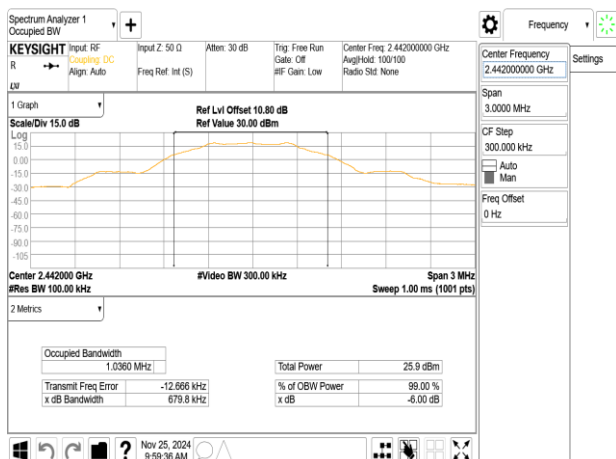 Spectrum Analyzer 1
Occupied BW
Frequency
KEYSIGHT
R
Input: RF
Coupling: DC
Align: Auto
Input Z: 50 Ω
Freq Ref: Int (S)
Atten: 30 dB
Trig: Free Run
Gate: Off
#IF Gain: Low
Center Freq: 2.442000000 GHz
Avg|Hold: 100/100
Radio Std: None
Center Frequency
2.442000000 GHz
Settings
Span
3.0000 MHz
CF Step
300.000 kHz
Auto
Man
Freq Offset
0 Hz
1 Graph
Scale/Div 15.0 dB
Ref Lvl Offset 10.80 dB
Ref Value 30.00 dBm
Log
15.0
0.00
-15.0
-30.0
-45.0
-60.0
-75.0
-90.0
-105
Center 2.442000 GHz
#Res BW 100.00 kHz
#Video BW 300.00 kHz
Span 3 MHz
Sweep 1.00 ms (1001 pts)
2 Metrics
Occupied Bandwidth
1.0360 MHz
Total Power 25.9 dBm
Transmit Freq Error -12.666 kHz
% of OBW Power 99.00 %
x dB Bandwidth 679.8 kHz
x dB -6.00 dB
Nov 25, 2024
9:59:36 AM